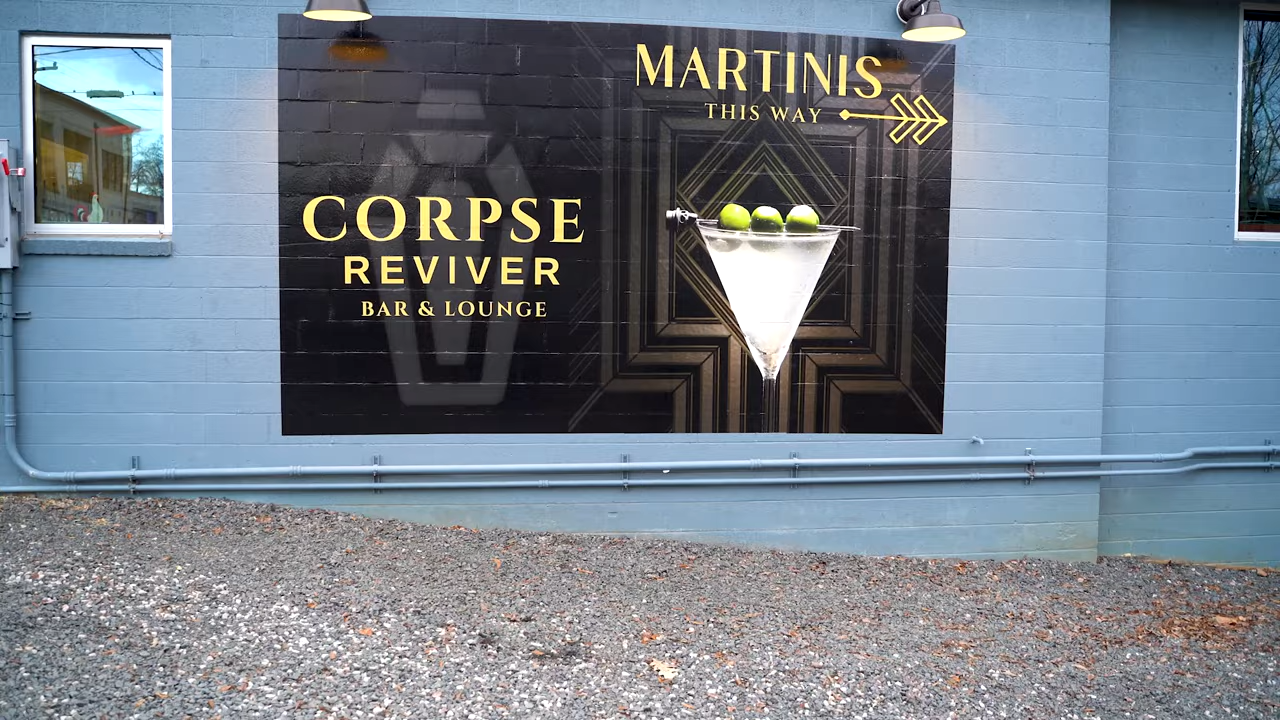 CORPSE
REVIVER
BAR & LOUNGE
MARTINIS
THIS WAY